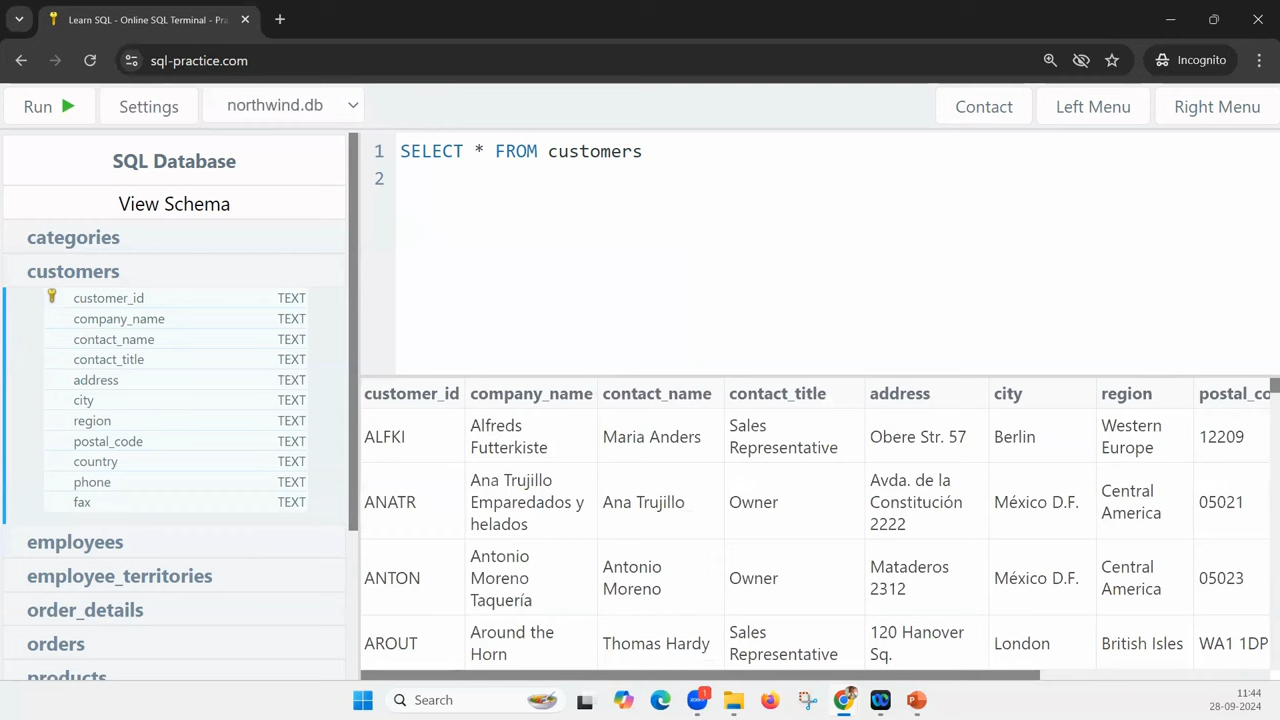 Learn SQL - Online SQL Terminal - Pra
sql-practice.com
Incognito
Run
Settings
northwind.db
Contact
Left Menu
Right Menu
SQL Database
View Schema
categories
customers
customer_id TEXT
company_name TEXT
contact_name TEXT
contact_title TEXT
address TEXT
city TEXT
region TEXT
postal_code TEXT
country TEXT
phone TEXT
fax TEXT
employees
employee_territories
order_details
orders
products
1 SELECT * FROM customers
2
customer_id company_name contact_name contact_title address city region postal_co
ALFKI Alfreds Futterkiste Maria Anders Sales Representative Obere Str. 57 Berlin Western Europe 12209
ANATR Ana Trujillo Emparedados y helados Ana Trujillo Owner Avda. de la Constitución 2222 México D.F. Central America 05021
ANTON Antonio Moreno Taquería Antonio Moreno Owner Mataderos 2312 México D.F. Central America 05023
AROUT Around the Horn Thomas Hardy Sales Representative 120 Hanover Sq. London British Isles WA1 1DP
Search
1
11:44
28-09-2024